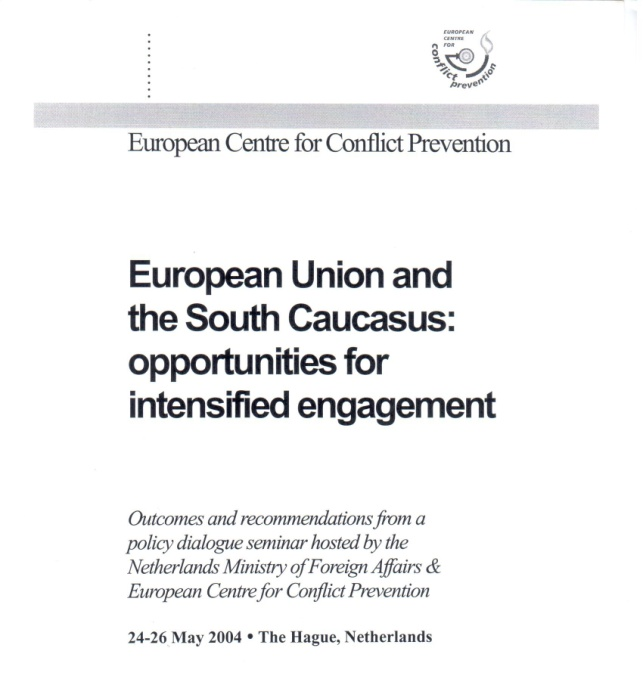 EUROPEAN
CENTRE
FOR
conflict
prevention
European Centre for Conflict Prevention
European Union and
the South Caucasus:
opportunities for
intensified engagement
Outcomes and recommendations from a
policy dialogue seminar hosted by the
Netherlands Ministry of Foreign Affairs &
European Centre for Conflict Prevention
24-26 May 2004 • The Hague, Netherlands